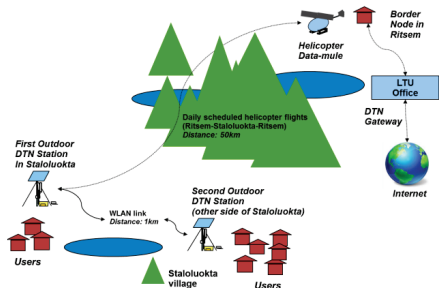 Border
Node in
Ritsem
Helicopter
Data-mule
LTU
Office
DTN
Gateway
Internet
Daily scheduled helicopter flights
(Ritsem-Staloluokta-Ritsem)
Distance: 50km
First Outdoor
DTN Station
In Staloluokta
WLAN link
Distance: 1km
Second Outdoor
DTN Station
(other side of Staloluokta)
Users
Staloluokta
village
Users